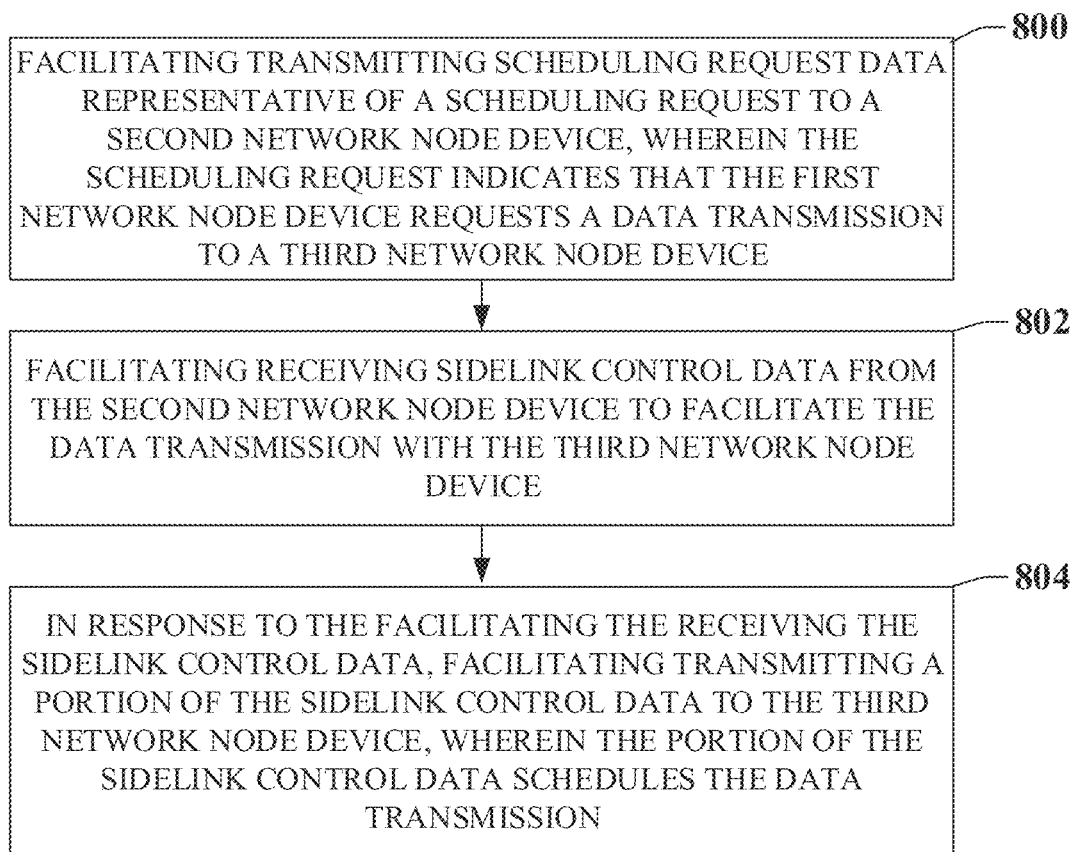 800
FACILITATING TRANSMITTING SCHEDULING REQUEST DATA
REPRESENTATIVE OF A SCHEDULING REQUEST TO A
SECOND NETWORK NODE DEVICE, WHEREIN THE
SCHEDULING REQUEST INDICATES THAT THE FIRST
NETWORK NODE DEVICE REQUESTS A DATA TRANSMISSION
TO A THIRD NETWORK NODE DEVICE
802
FACILITATING RECEIVING SIDELINK CONTROL DATA FROM
THE SECOND NETWORK NODE DEVICE TO FACILITATE THE
DATA TRANSMISSION WITH THE THIRD NETWORK NODE
DEVICE
804
IN RESPONSE TO THE FACILITATING THE RECEIVING THE
SIDELINK CONTROL DATA, FACILITATING TRANSMITTING A
PORTION OF THE SIDELINK CONTROL DATA TO THE THIRD
NETWORK NODE DEVICE, WHEREIN THE PORTION OF THE
SIDELINK CONTROL DATA SCHEDULES THE DATA
TRANSMISSION